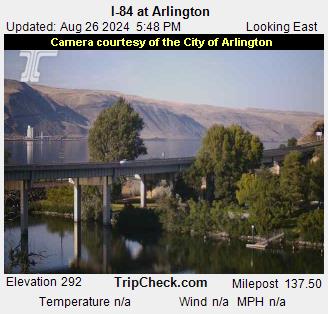 I-84 at Arlington
Updated: Aug 26 2024 5:48 PM Looking East
Camera courtesy of the City of Arlington
Elevation 292 TripCheck.com Milepost 137.50
Temperature n/a Wind n/a MPH n/a